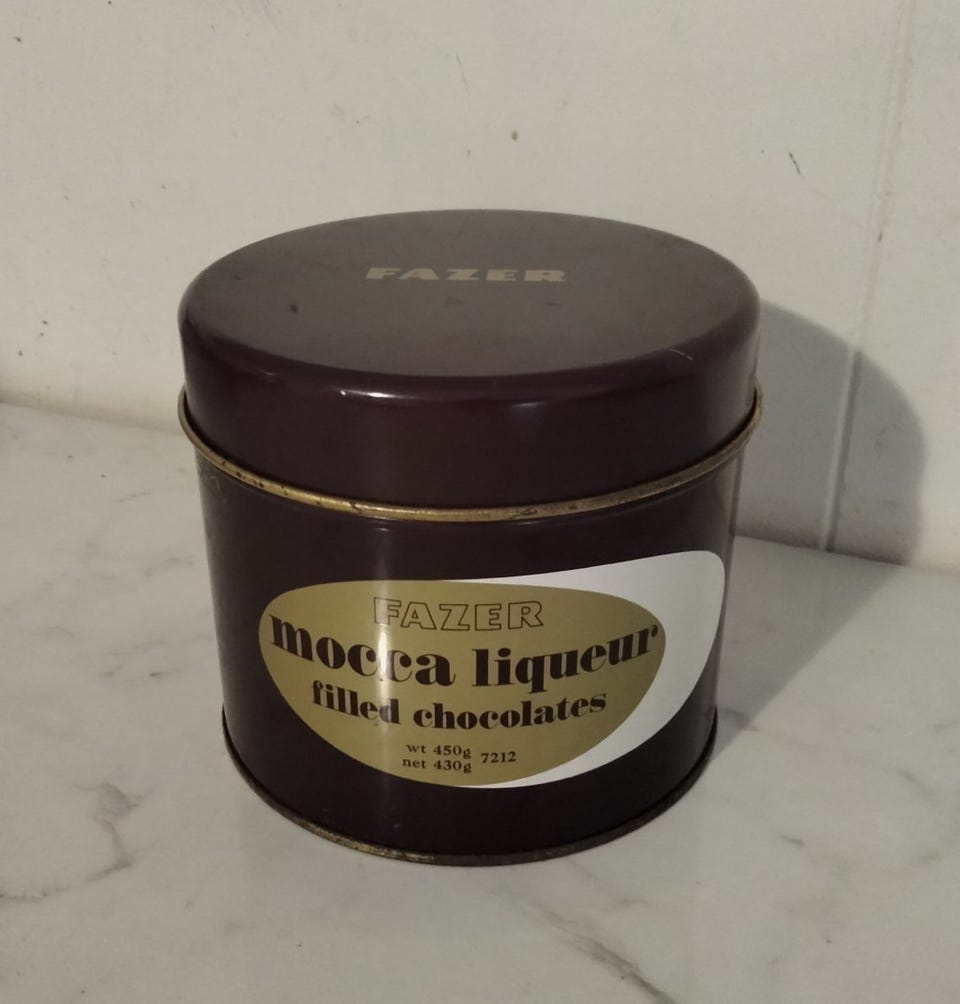 FAZER
FAZER
mocca liqueur
filled chocolates
wt 450g 7212
net 430g